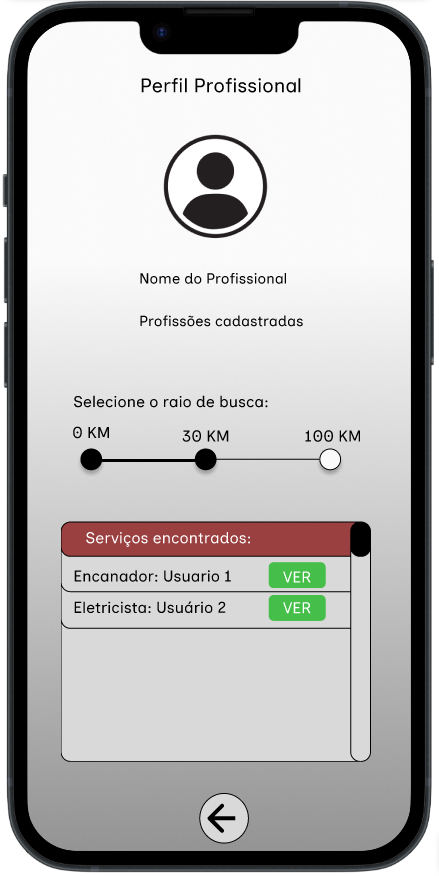 Perfil Profissional
Nome do Profissional
Profissões cadastradas
Selecione o raio de busca:
0 KM 30 KM 100 KM
Serviços encontrados:
Encanador: Usuario 1 VER
Eletricista: Usuário 2 VER